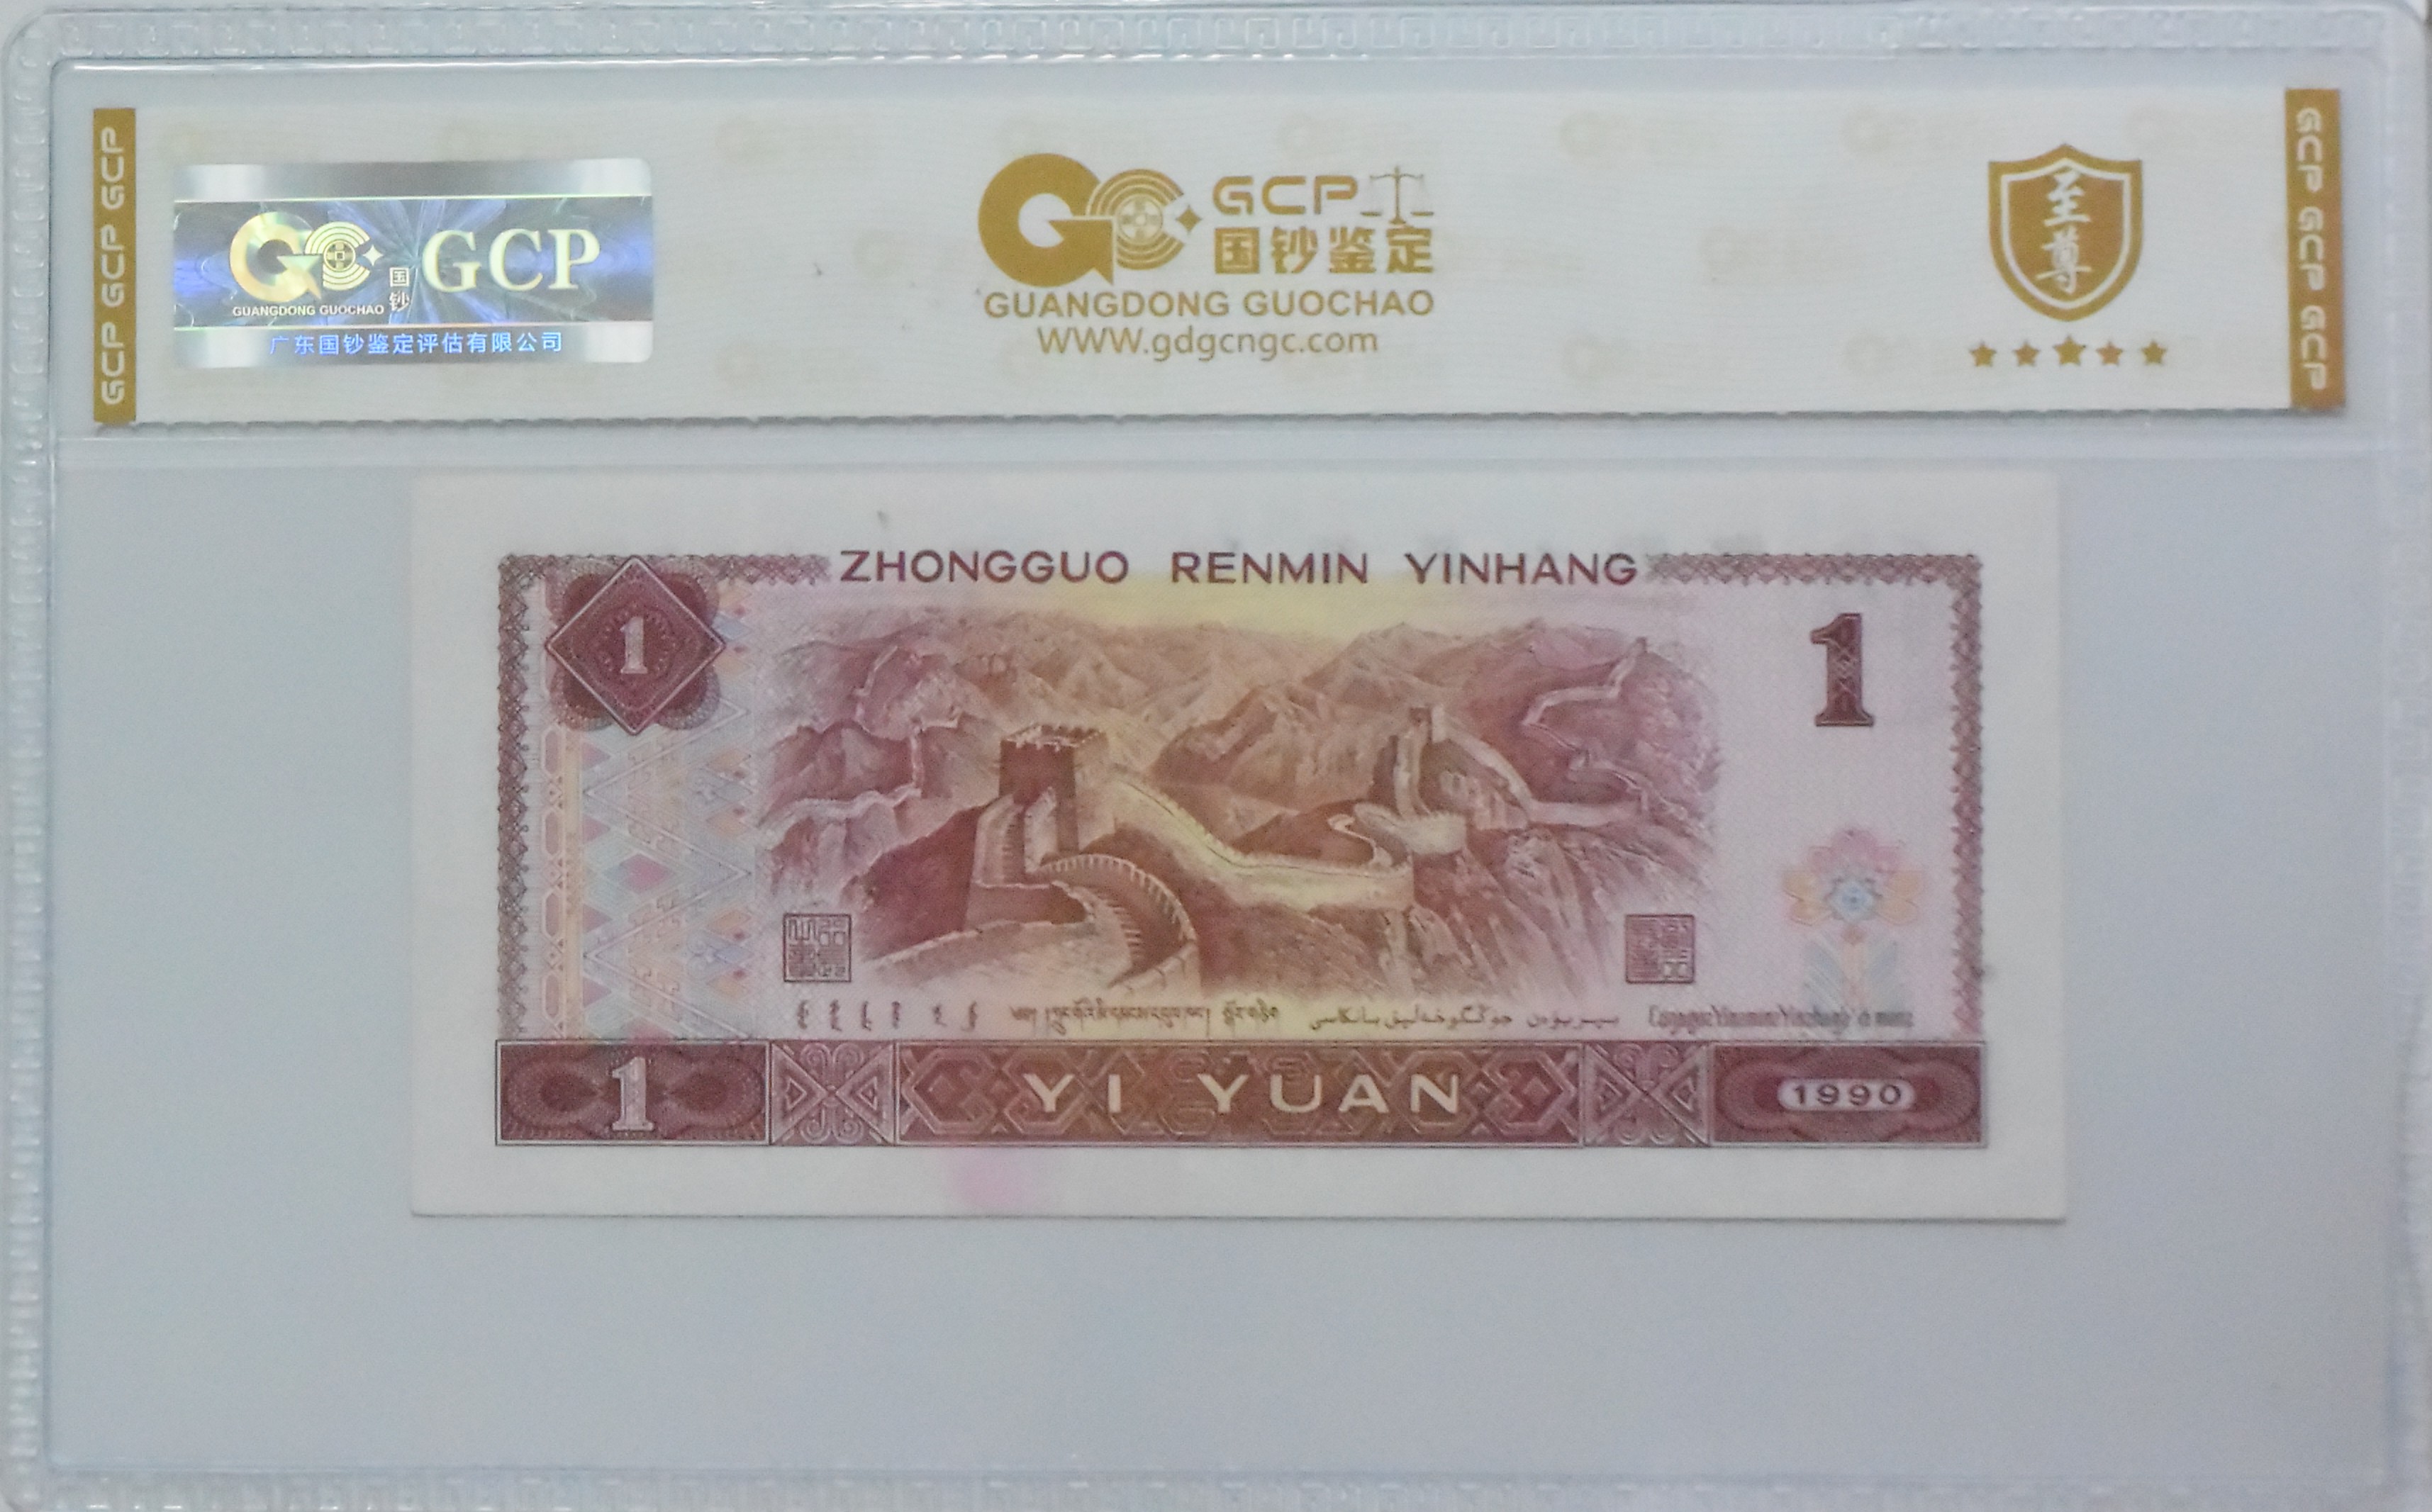 GCP GCP GCP
国钞
GCP
GUANGDONG GUOCHAO
广东国钞鉴定评估有限公司
GCP
国钞鉴定
GUANGDONG GUOCHAO
WWW.gdgcngc.com
至尊
GCP GCP GCP
ZHONGGUO RENMIN YINHANG
1
1
1
YI YUAN
1990